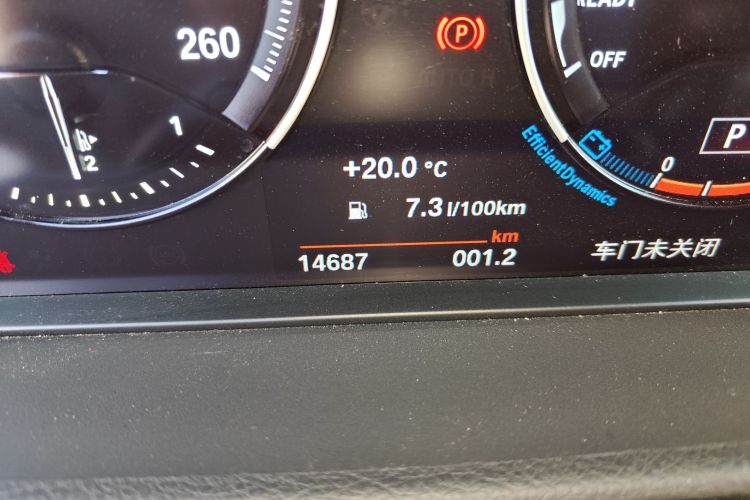 260
READY
OFF
P
1
2
EfficientDynamics
0
P
+20.0 °C
7.3 l/100km
km
14687 001.2
车门未关闭